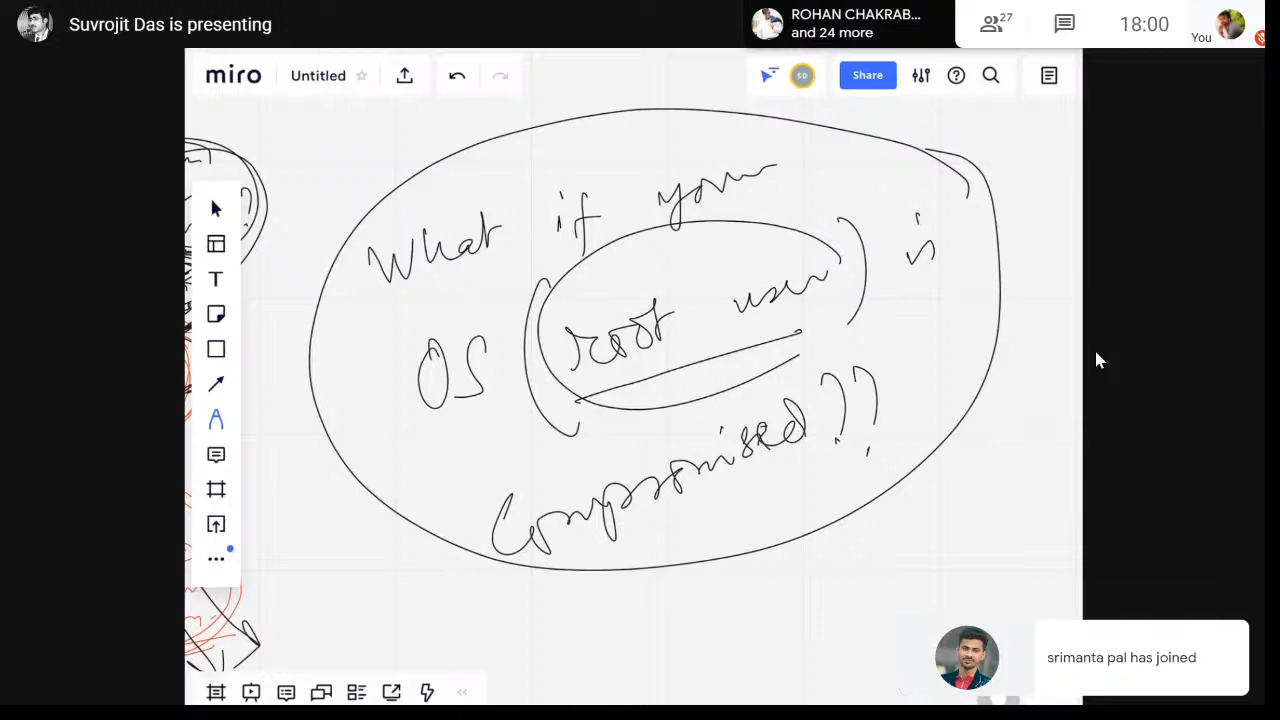 Suvrojit Das is presenting
ROHAN CHAKRAB...
and 24 more
27
18:00
You
miro
Untitled
SD
Share
T
What if your
OS (root user) is
Compromised??
srimanta pal has joined